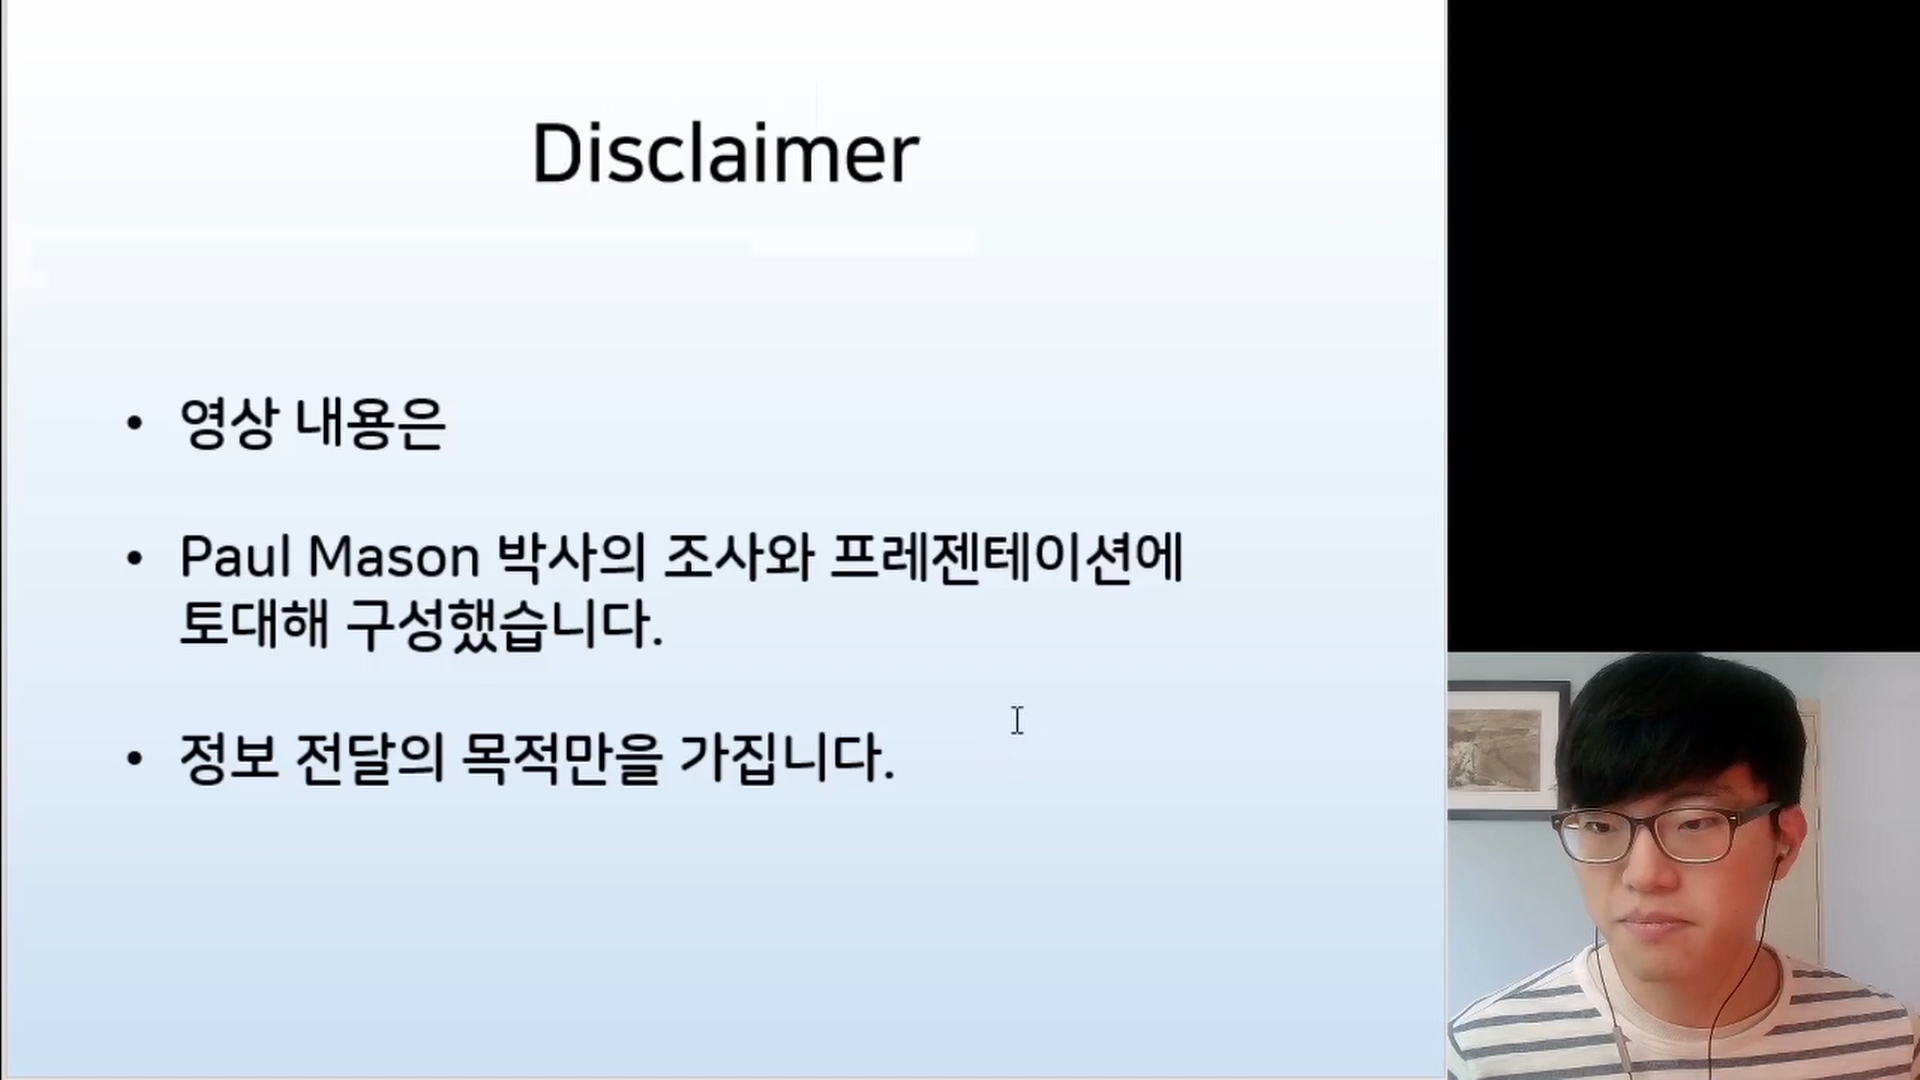 Disclaimer
• 영상 내용은
• Paul Mason 박사의 조사와 프레젠테이션에
토대해 구성했습니다.
• 정보 전달의 목적만을 가집니다.